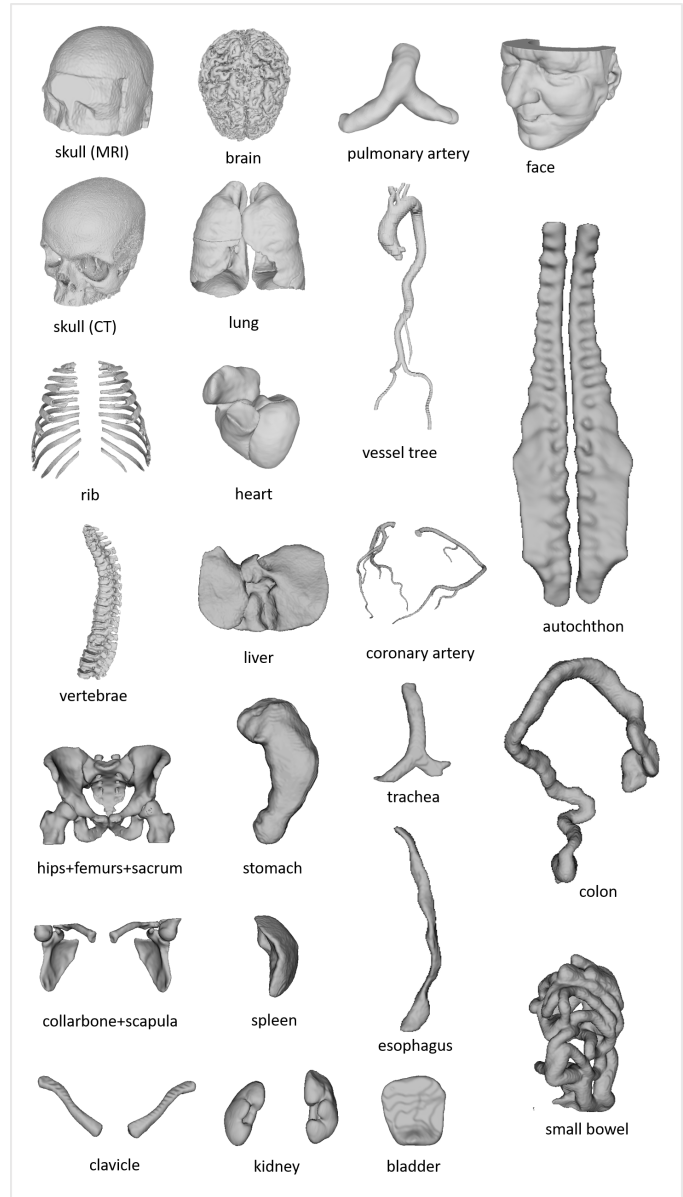 skull (MRI)
brain
pulmonary artery
face
skull (CT)
lung
vessel tree
rib
heart
autochthon
vertebrae
liver
coronary artery
trachea
hips+femurs+sacrum
stomach
colon
collarbone+scapula
spleen
esophagus
small bowel
clavicle
kidney
bladder